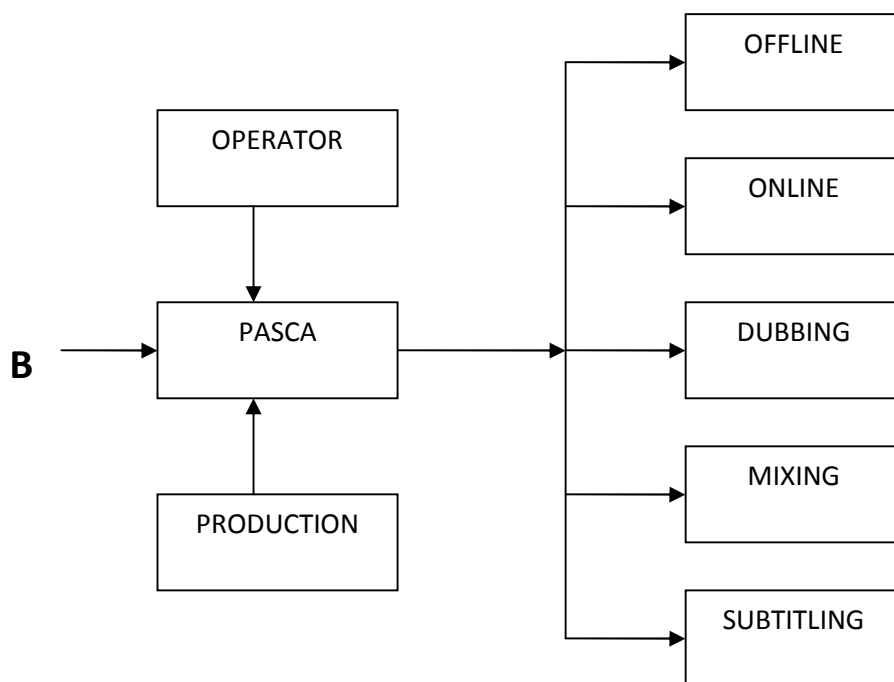 OFFLINE
OPERATOR
ONLINE
B
PASCA
DUBBING
MIXING
PRODUCTION
SUBTITLING